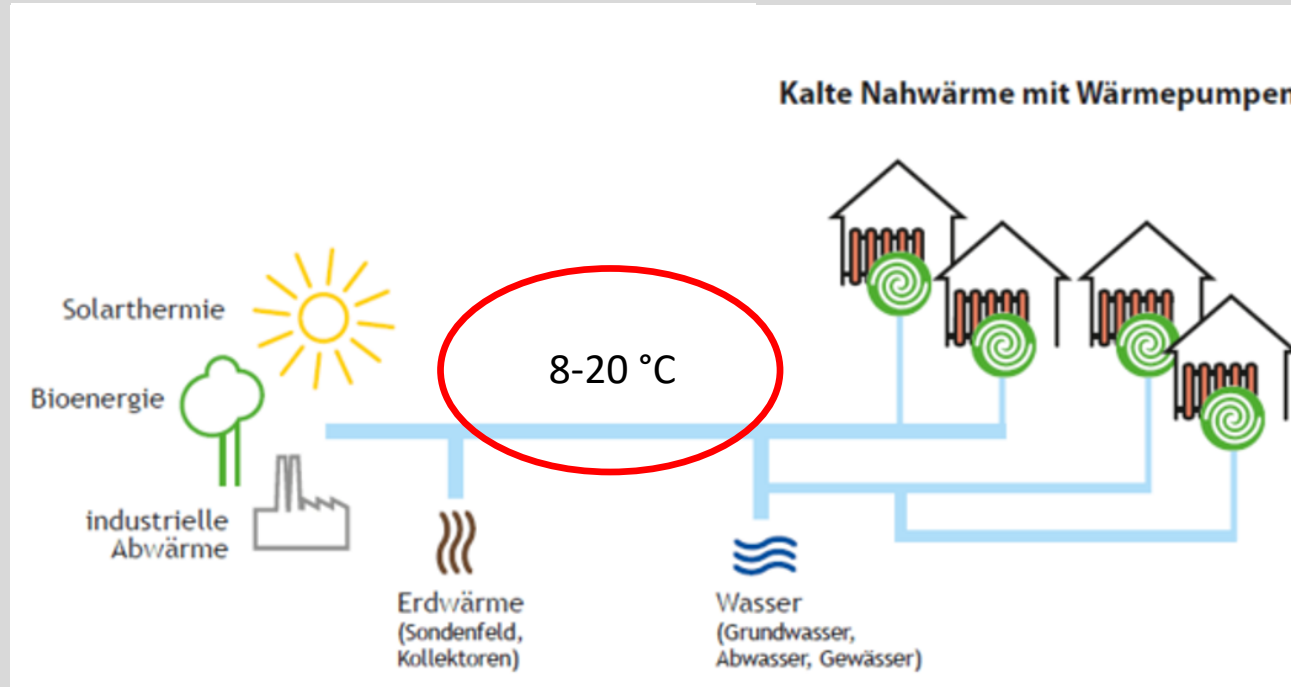 Kalte Nahwärme mit Wärmepumpen
Solarthermie
8-20 °C
Bioenergie
industrielle
Abwärme
Erdwärme
(Sondenfeld,
Kollektoren)
Wasser
(Grundwasser,
Abwasser, Gewässer)